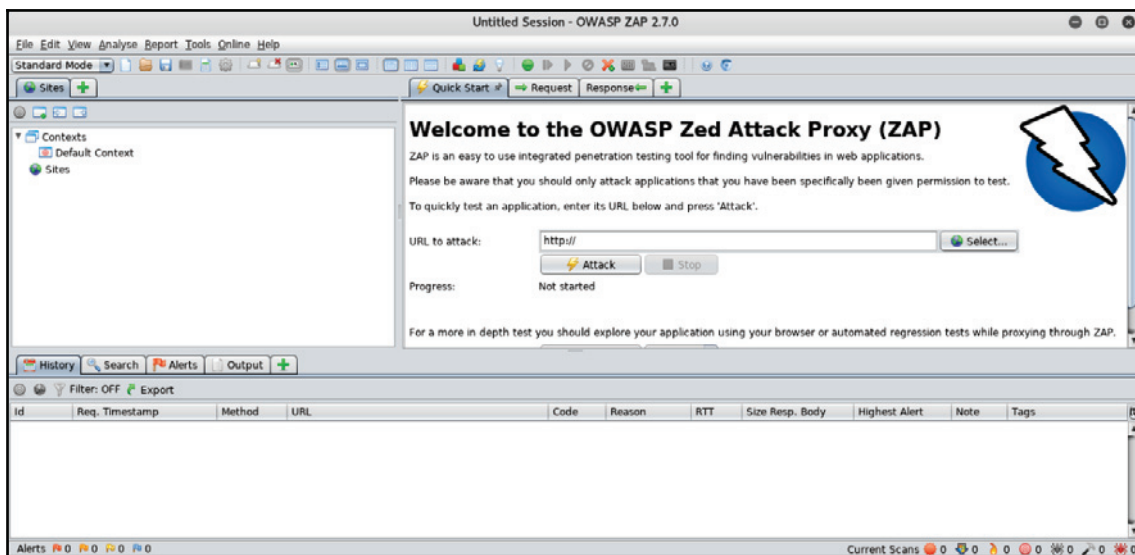 Untitled Session - OWASP ZAP 2.7.0
File Edit View Analyse Report Tools Online Help
Standard Mode
Sites
Quick Start Request Response
Contexts
Default Context
Sites
Welcome to the OWASP Zed Attack Proxy (ZAP)
ZAP is an easy to use integrated penetration testing tool for finding vulnerabilities in web applications.
Please be aware that you should only attack applications that you have been specifically been given permission to test.
To quickly test an application, enter its URL below and press 'Attack'.
URL to attack: http:// Select...
Attack Stop
Progress: Not started
For a more in depth test you should explore your application using your browser or automated regression tests while proxying through ZAP.
History Search Alerts Output
Filter: OFF Export
Id Req. Timestamp Method URL Code Reason RTT Size Resp. Body Highest Alert Note Tags
Alerts 0 0 0 0 Current Scans 0 0 0 0 0 0 0